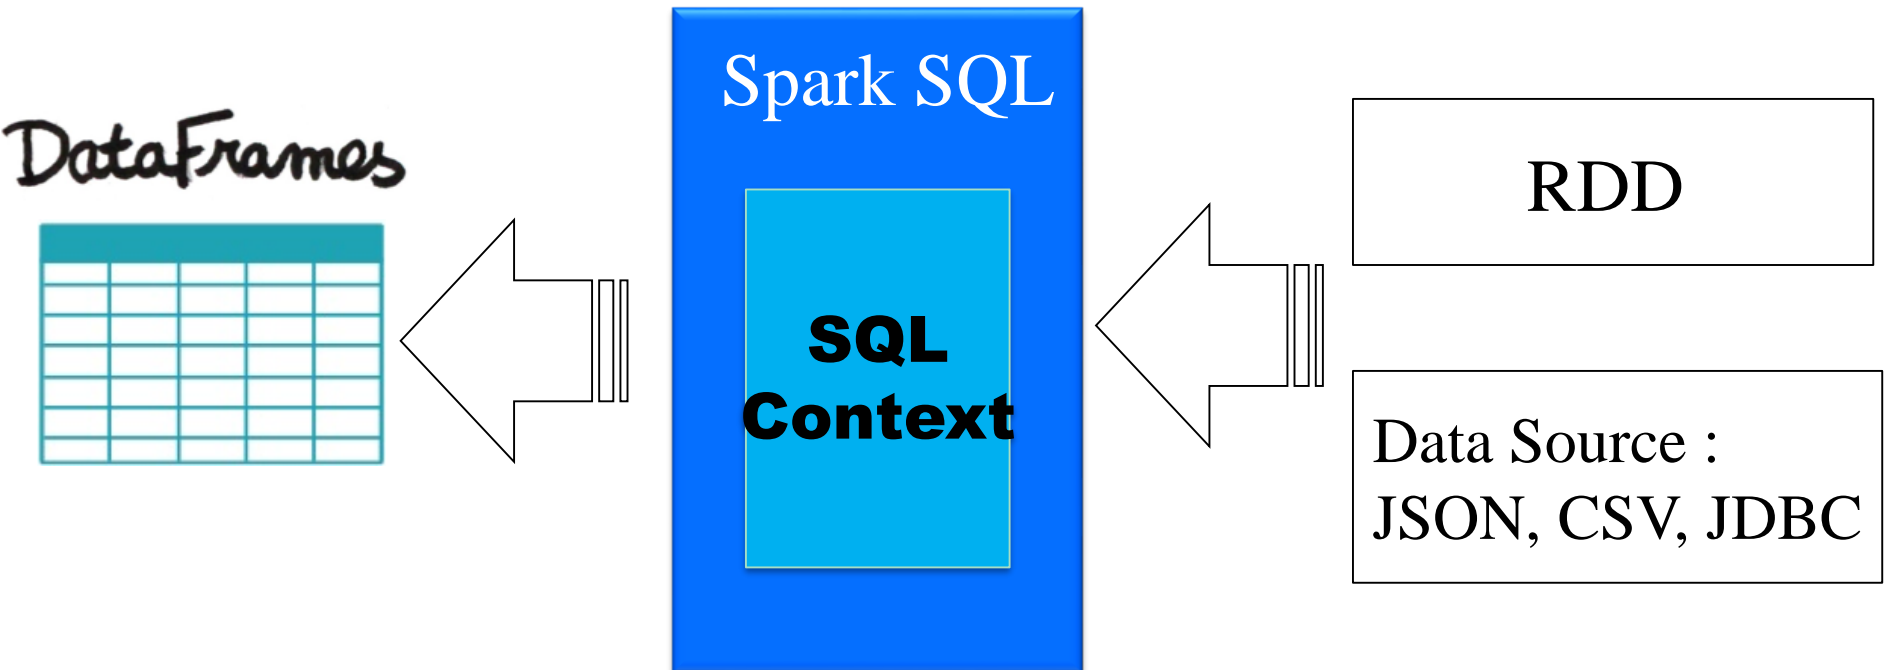 DataFrames
Spark SQL
SQL
Context
RDD
Data Source :
JSON, CSV, JDBC